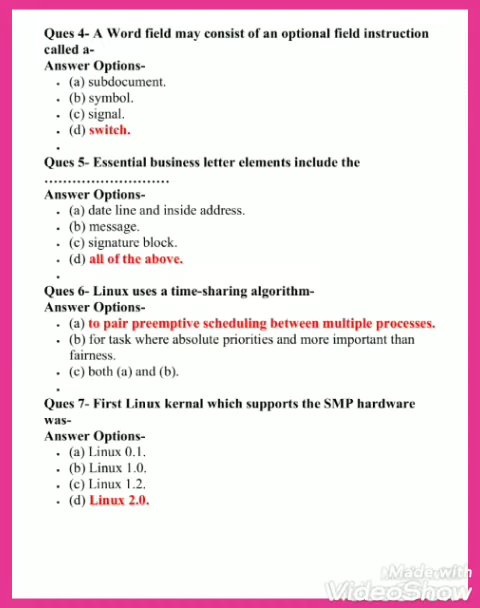 Ques 4- A Word field may consist of an optional field instruction
called a-
Answer Options-
• (a) subdocument.
• (b) symbol.
• (c) signal.
• (d) switch.
•
Ques 5- Essential business letter elements include the
............................
Answer Options-
• (a) date line and inside address.
• (b) message.
• (c) signature block.
• (d) all of the above.
•
Ques 6- Linux uses a time-sharing algorithm-
Answer Options-
• (a) to pair preemptive scheduling between multiple processes.
• (b) for task where absolute priorities and more important than
fairness.
• (c) both (a) and (b).
•
Ques 7- First Linux kernal which supports the SMP hardware
was-
Answer Options-
• (a) Linux 0.1.
• (b) Linux 1.0.
• (c) Linux 1.2.
• (d) Linux 2.0.
Made with
VideoShow